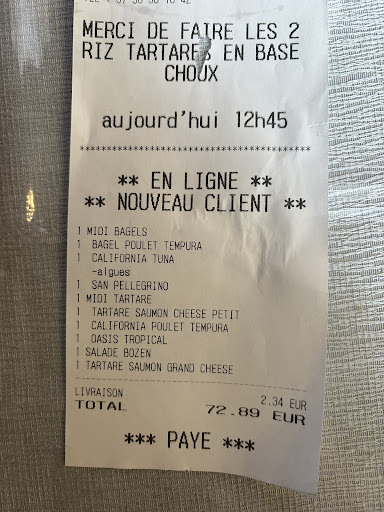 MERCI DE FAIRE LES 2
RIZ TARTARES EN BASE
CHOUX
aujourd'hui 12h45
****************************************
** EN LIGNE **
** NOUVEAU CLIENT **
1 MIDI BAGELS
1 BAGEL POULET TEMPURA
1 CALIFORNIA TUNA
-algues
1 SAN PELLEGRINO
1 MIDI TARTARE
1 TARTARE SAUMON CHEESE PETIT
1 CALIFORNIA POULET TEMPURA
1 OASIS TROPICAL
1 SALADE BOZEN
1 TARTARE SAUMON GRAND CHEESE
----------------------------------------
LIVRAISON 2.34 EUR
TOTAL 72.89 EUR
*** PAYE ***